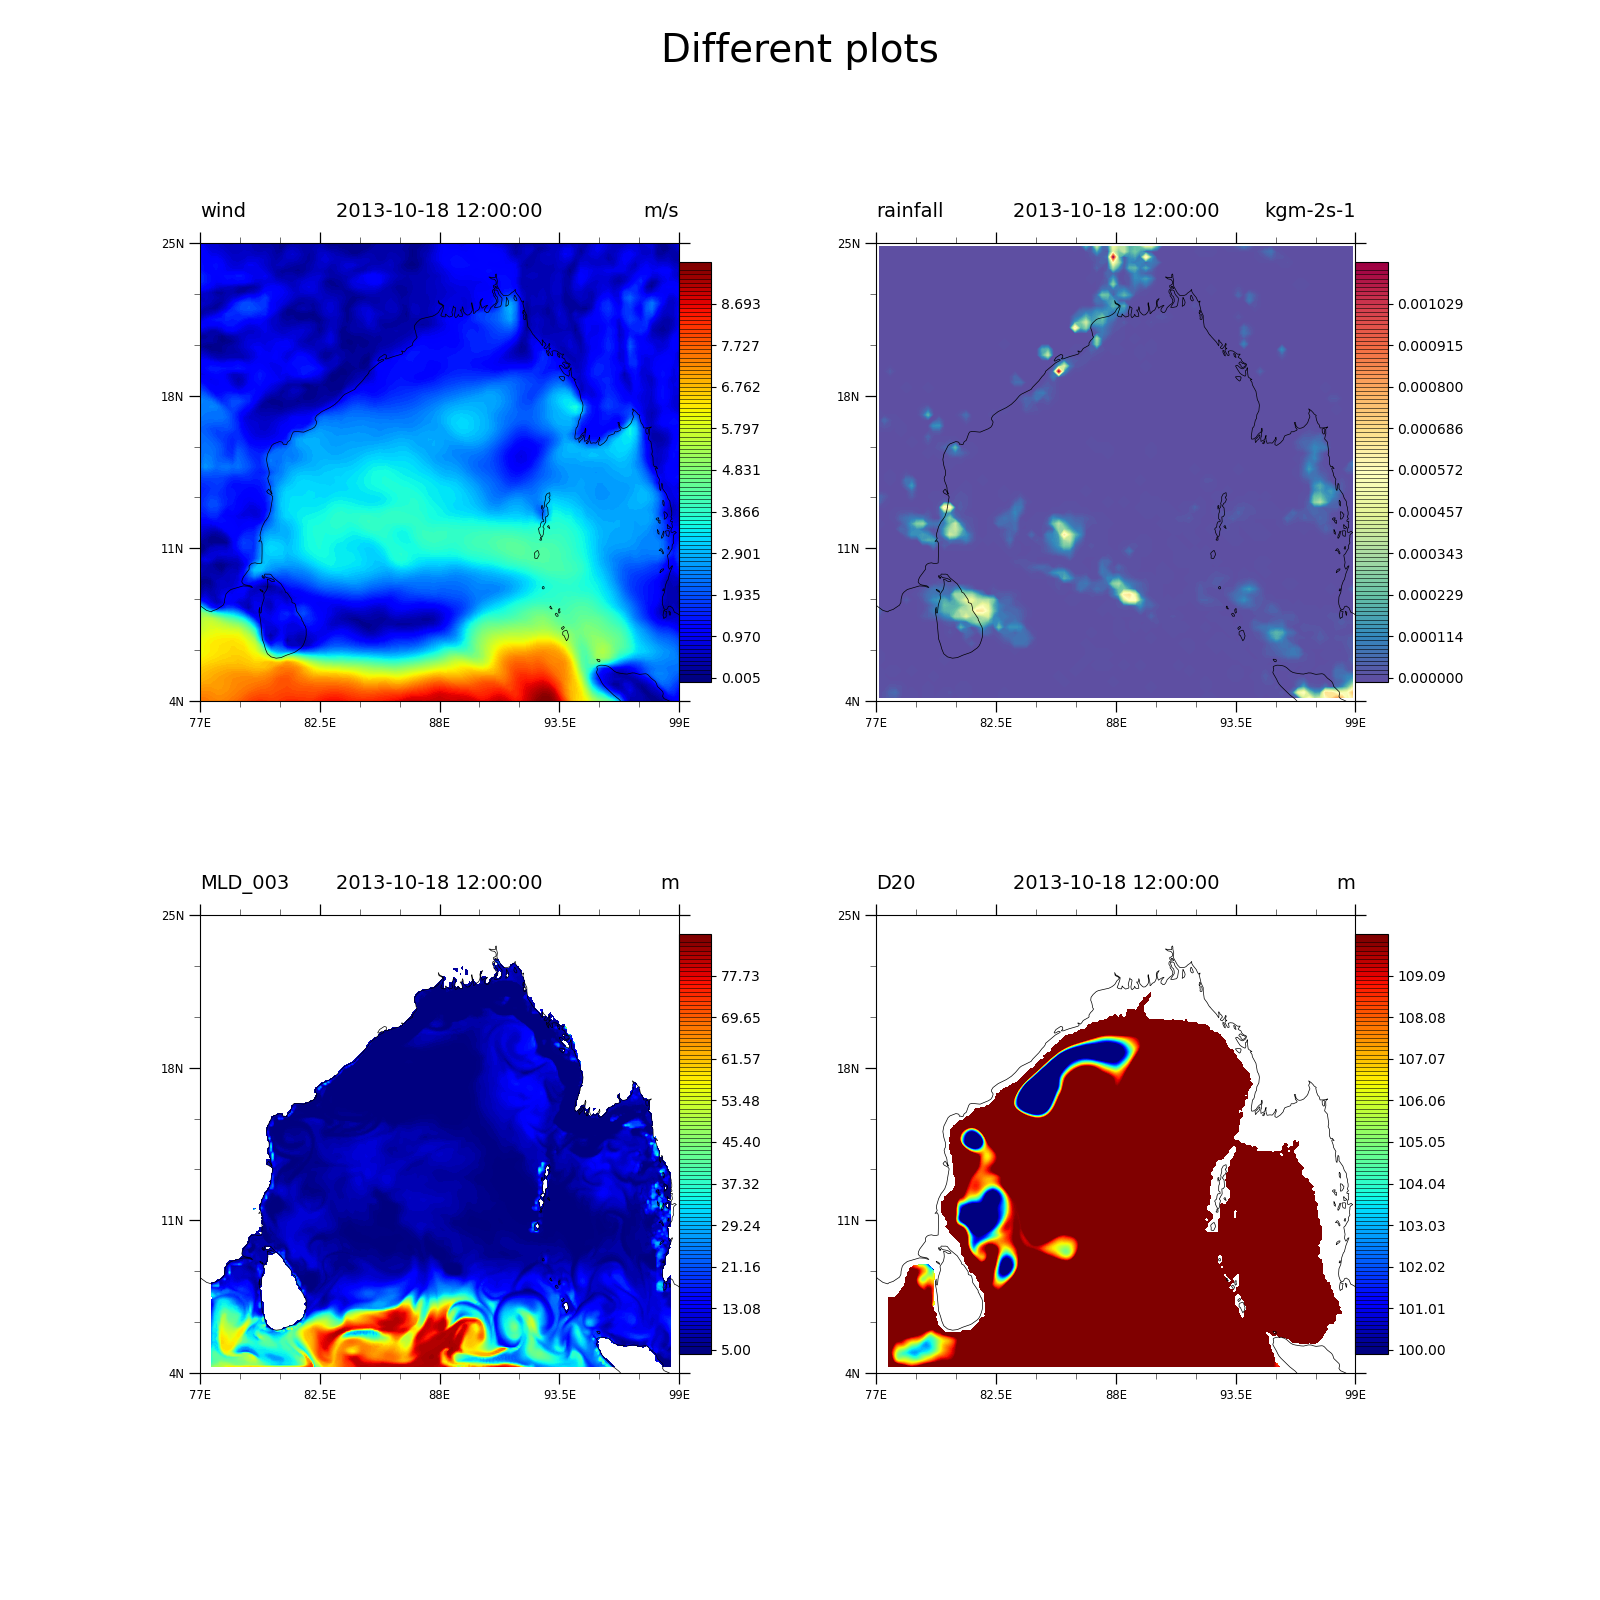 Different plots
wind 2013-10-18 12:00:00 m/s
25N
18N
11N
4N
77E 82.5E 88E 93.5E 99E
8.693
7.727
6.762
5.797
4.831
3.866
2.901
1.935
0.970
0.005
rainfall 2013-10-18 12:00:00 kgm-2s-1
25N
18N
11N
4N
77E 82.5E 88E 93.5E 99E
0.001029
0.000915
0.000800
0.000686
0.000572
0.000457
0.000343
0.000229
0.000114
0.000000
MLD_003 2013-10-18 12:00:00 m
25N
18N
11N
4N
77E 82.5E 88E 93.5E 99E
77.73
69.65
61.57
53.48
45.40
37.32
29.24
21.16
13.08
5.00
D20 2013-10-18 12:00:00 m
25N
18N
11N
4N
77E 82.5E 88E 93.5E 99E
109.09
108.08
107.07
106.06
105.05
104.04
103.03
102.02
101.01
100.00